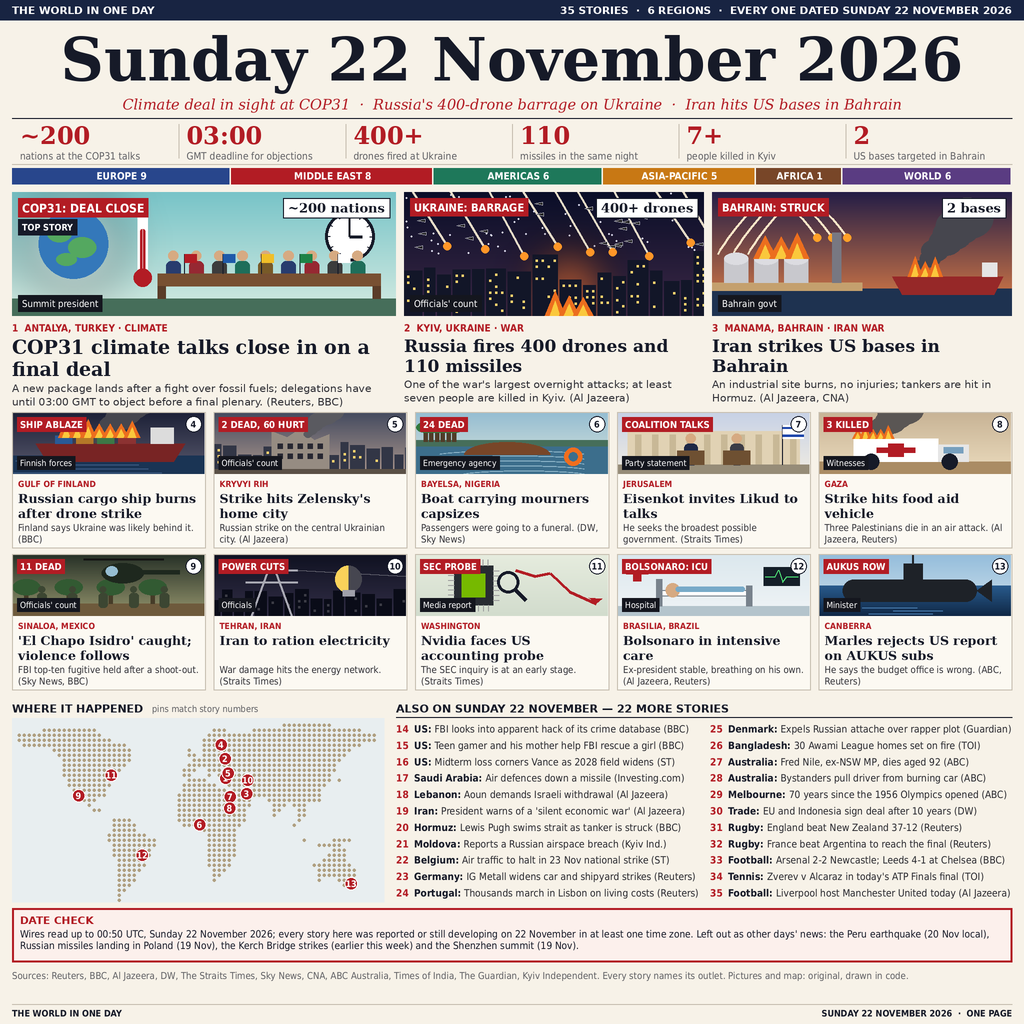 THE WORLD IN ONE DAY
35 STORIES · 6 REGIONS · EVERY ONE DATED SUNDAY 22 NOVEMBER 2026
Sunday 22 November 2026
Climate deal in sight at COP31 · Russia's 400-drone barrage on Ukraine · Iran hits US bases in Bahrain
~200
nations at the COP31 talks
03:00
GMT deadline for objections
400+
drones fired at Ukraine
110
missiles in the same night
7+
people killed in Kyiv
2
US bases targeted in Bahrain
EUROPE 9
MIDDLE EAST 8
AMERICAS 6
ASIA-PACIFIC 5
AFRICA 1
WORLD 6
COP31: DEAL CLOSE
~200 nations
TOP STORY
Summit president
1 ANTALYA, TURKEY · CLIMATE
COP31 climate talks close in on a
final deal
A new package lands after a fight over fossil fuels; delegations have
until 03:00 GMT to object before a final plenary. (Reuters, BBC)
UKRAINE: BARRAGE
400+ drones
Officials' count
2 KYIV, UKRAINE · WAR
Russia fires 400 drones and
110 missiles
One of the war's largest overnight attacks; at least
seven people are killed in Kyiv. (Al Jazeera)
BAHRAIN: STRUCK
2 bases
Bahrain govt
3 MANAMA, BAHRAIN · IRAN WAR
Iran strikes US bases in
Bahrain
An industrial site burns, no injuries; tankers are hit in
Hormuz. (Al Jazeera, CNA)
SHIP ABLAZE
4
Finnish forces
GULF OF FINLAND
Russian cargo ship burns
after drone strike
Finland says Ukraine was likely behind it.
(BBC)
2 DEAD, 60 HURT
5
Officials' count
KRYVYI RIH
Strike hits Zelensky's
home city
Russian strike on the central Ukrainian
city. (Al Jazeera)
24 DEAD
6
Emergency agency
BAYELSA, NIGERIA
Boat carrying mourners
capsizes
Passengers were going to a funeral. (DW,
Sky News)
COALITION TALKS
7
Party statement
JERUSALEM
Eisenkot invites Likud to
talks
He seeks the broadest possible
government. (Straits Times)
3 KILLED
8
Witnesses
GAZA
Strike hits food aid
vehicle
Three Palestinians die in an air attack. (Al
Jazeera, Reuters)
11 DEAD
9
Officials' count
SINALOA, MEXICO
'El Chapo Isidro' caught;
violence follows
FBI top-ten fugitive held after a shoot-out.
(Sky News, BBC)
POWER CUTS
10
Officials
TEHRAN, IRAN
Iran to ration electricity
War damage hits the energy network.
(Straits Times)
SEC PROBE
11
Media report
WASHINGTON
Nvidia faces US
accounting probe
The SEC inquiry is at an early stage.
(Straits Times)
BOLSONARO: ICU
12
Hospital
BRASILIA, BRAZIL
Bolsonaro in intensive
care
Ex-president stable, breathing on his own.
(Al Jazeera, Reuters)
AUKUS ROW
13
Minister
CANBERRA
Marles rejects US report
on AUKUS subs
He says the budget office is wrong. (ABC,
Reuters)
WHERE IT HAPPENED pins match story numbers
4
2
5
11
10
9
7
3
8
6
12
13
ALSO ON SUNDAY 22 NOVEMBER — 22 MORE STORIES
14 US: FBI looks into apparent hack of its crime database (BBC)
15 US: Teen gamer and his mother help FBI rescue a girl (BBC)
16 US: Midterm loss corners Vance as 2028 field widens (ST)
17 Saudi Arabia: Air defences down a missile (Investing.com)
18 Lebanon: Aoun demands Israeli withdrawal (Al Jazeera)
19 Iran: President warns of a 'silent economic war' (Al Jazeera)
20 Hormuz: Lewis Pugh swims strait as tanker is struck (BBC)
21 Moldova: Reports a Russian airspace breach (Kyiv Ind.)
22 Belgium: Air traffic to halt in 23 Nov national strike (ST)
23 Germany: IG Metall widens car and shipyard strikes (Reuters)
24 Portugal: Thousands march in Lisbon on living costs (Reuters)
25 Denmark: Expels Russian attache over rapper plot (Guardian)
26 Bangladesh: 30 Awami League homes set on fire (TOI)
27 Australia: Fred Nile, ex-NSW MP, dies aged 92 (ABC)
28 Australia: Bystanders pull driver from burning car (ABC)
29 Melbourne: 70 years since the 1956 Olympics opened (ABC)
30 Trade: EU and Indonesia sign deal after 10 years (DW)
31 Rugby: England beat New Zealand 37-12 (Reuters)
32 Rugby: France beat Argentina to reach the final (Reuters)
33 Football: Arsenal 2-2 Newcastle; Leeds 4-1 at Chelsea (BBC)
34 Tennis: Zverev v Alcaraz in today's ATP Finals final (TOI)
35 Football: Liverpool host Manchester United today (Al Jazeera)
DATE CHECK
Wires read up to 00:50 UTC, Sunday 22 November 2026; every story here was reported or still developing on 22 November in at least one time zone. Left out as other days' news: the Peru earthquake (20 Nov local),
Russian missiles landing in Poland (19 Nov), the Kerch Bridge strikes (earlier this week) and the Shenzhen summit (19 Nov).
Sources: Reuters, BBC, Al Jazeera, DW, The Straits Times, Sky News, CNA, ABC Australia, Times of India, The Guardian, Kyiv Independent. Every story names its outlet. Pictures and map: original, drawn in code.
THE WORLD IN ONE DAY
SUNDAY 22 NOVEMBER 2026 · ONE PAGE